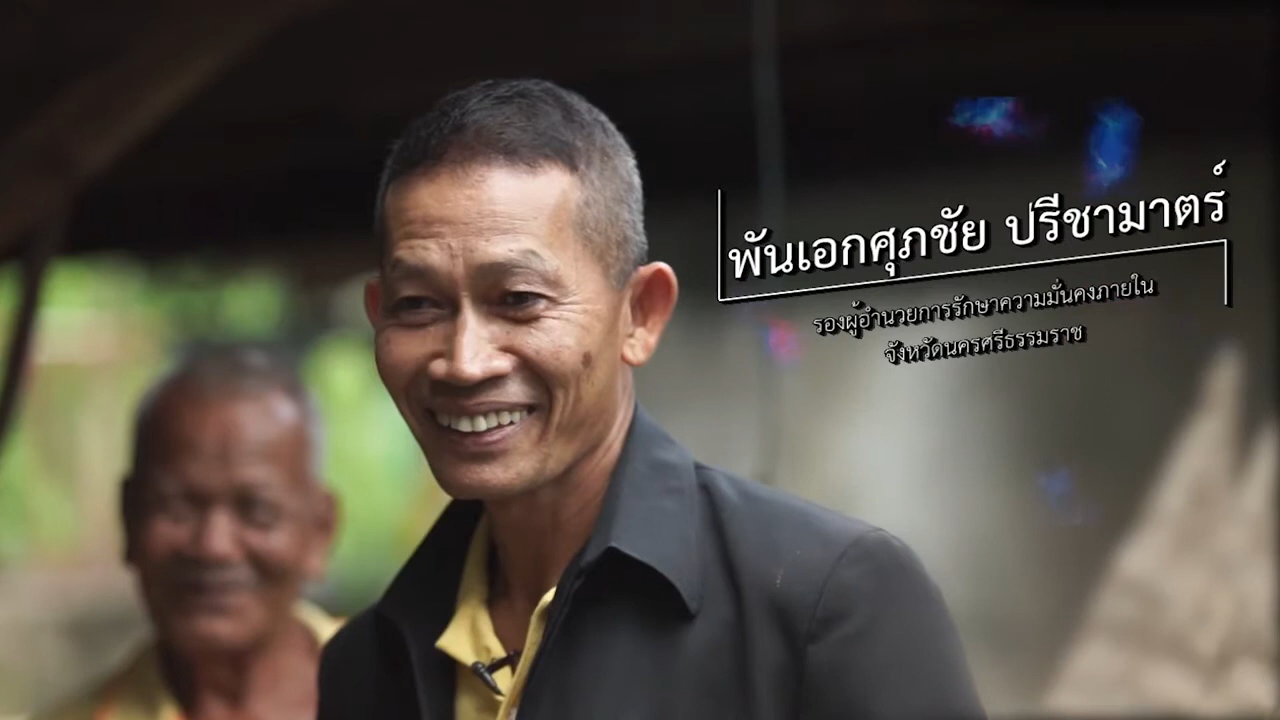 พันเอกศุภชัย ปรีชามาตร์
รองผู้อำนวยการรักษาความมั่นคงภายใน
จังหวัดนครศรีธรรมราช